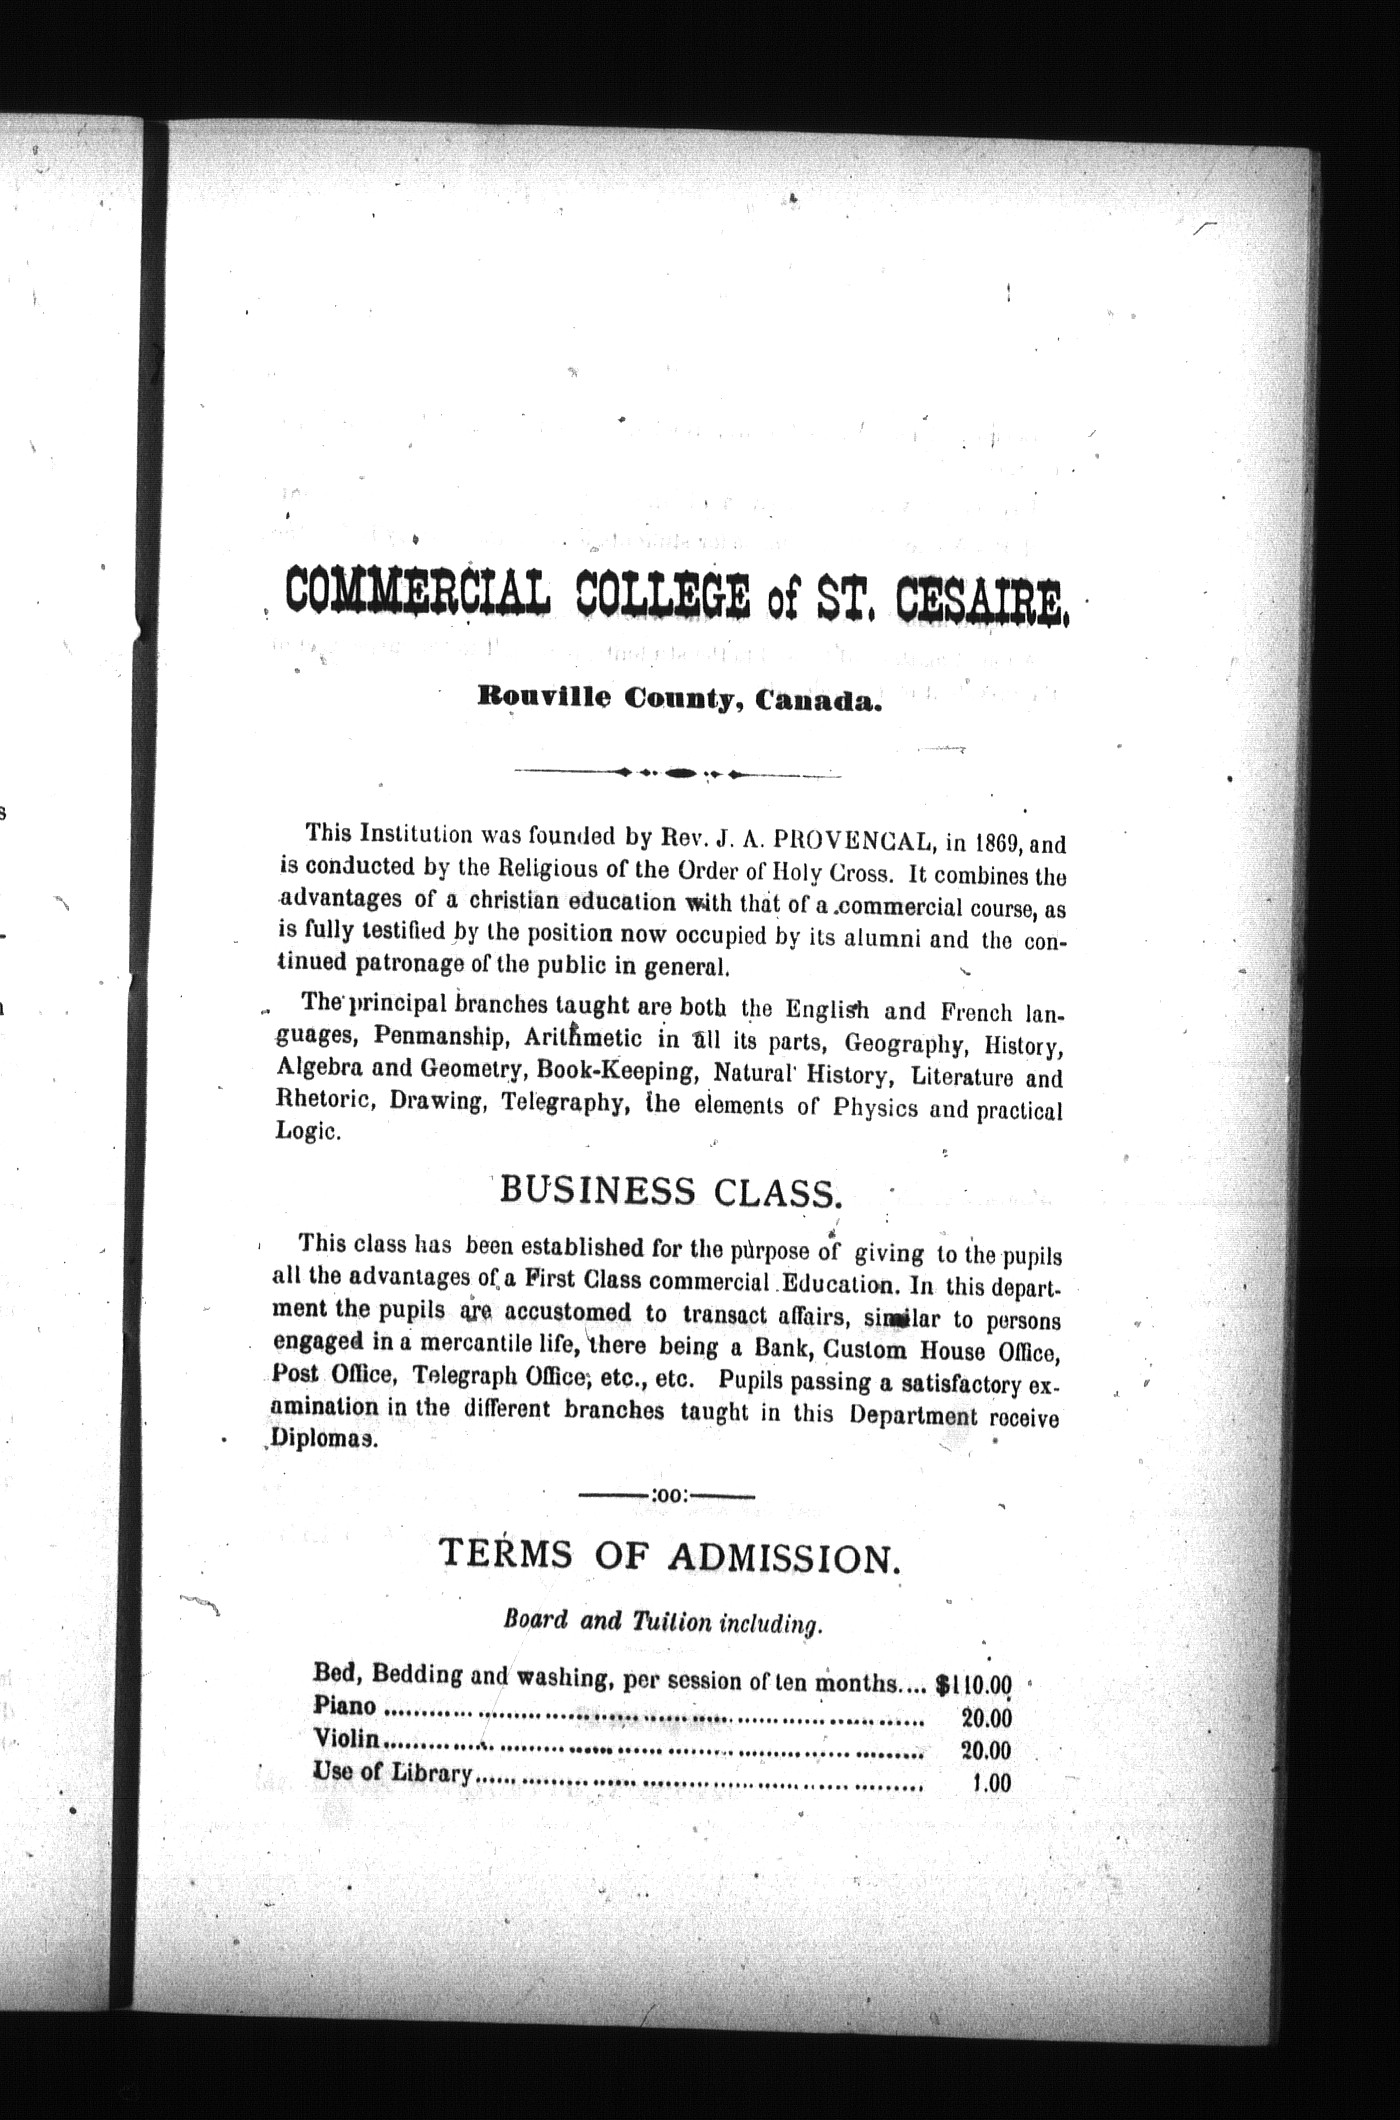 COMMERCIAL COLLEGE of ST. CESAIRE.
Rouville County, Canada.
This Institution was founded by Rev. J. A. PROVENCAL, in 1869, and
is conducted by the Religious of the Order of Holy Cross. It combines the
advantages of a christian education with that of a commercial course, as
is fully testified by the position now occupied by its alumni and the con-
tinued patronage of the public in general.
The principal branches taught are both the English and French lan-
guages, Penmanship, Arithmetic in all its parts, Geography, History,
Algebra and Geometry, Book-Keeping, Natural History, Literature and
Rhetoric, Drawing, Telegraphy, the elements of Physics and practical
Logic.
BUSINESS CLASS.
This class has been established for the purpose of giving to the pupils
all the advantages of a First Class commercial Education. In this depart-
ment the pupils are accustomed to transact affairs, similar to persons
engaged in a mercantile life, there being a Bank, Custom House Office,
Post Office, Telegraph Office, etc., etc. Pupils passing a satisfactory ex-
amination in the different branches taught in this Department receive
Diplomas.
:oo:
TERMS OF ADMISSION.
Board and Tuition including.
Bed, Bedding and washing, per session of ten months.... $110.00
Piano .......................................................... 20.00
Violin.......................................................... 20.00
Use of Library.................................................. 1.00